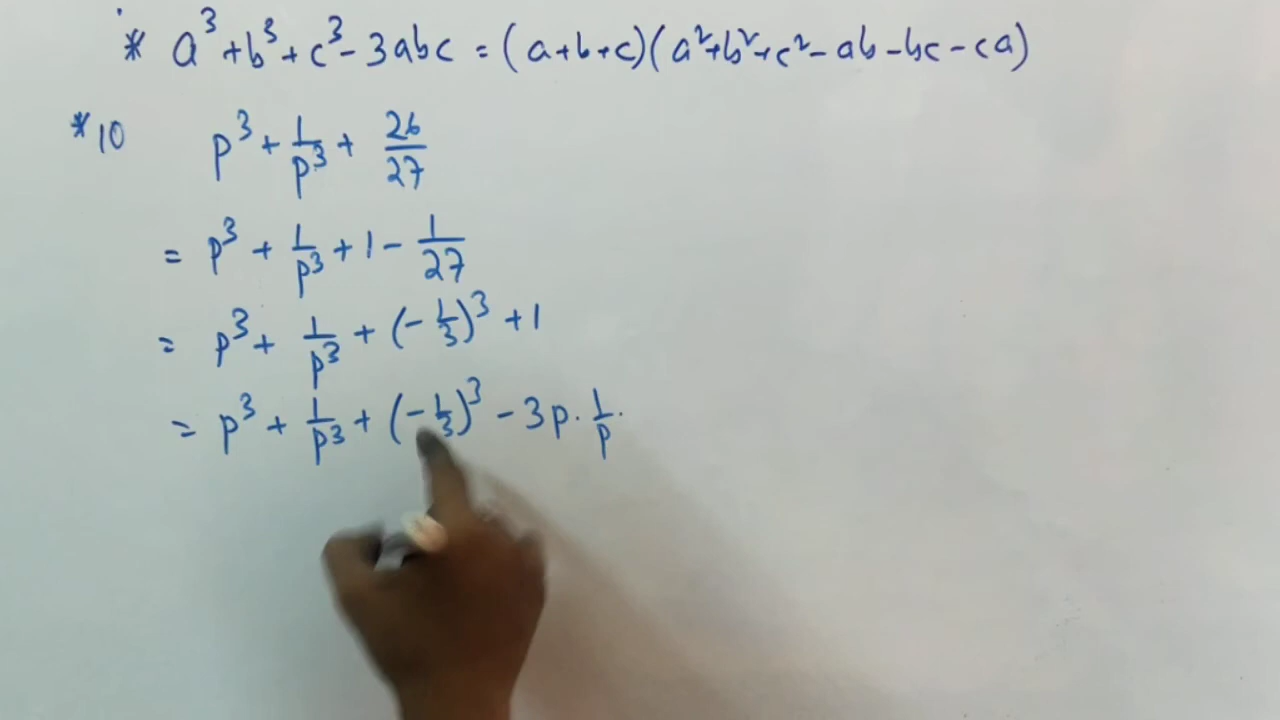 * a³+b³+c³-3abc = (a+b+c)(a²+b²+c²-ab-bc-ca)
*10 p³ + 1/p³ + 26/27
= p³ + 1/p³ + 1 - 1/27
= p³ + 1/p³ + (-1/3)³ + 1
= p³ + 1/p³ + (-1/3)³ - 3p · 1/p ·